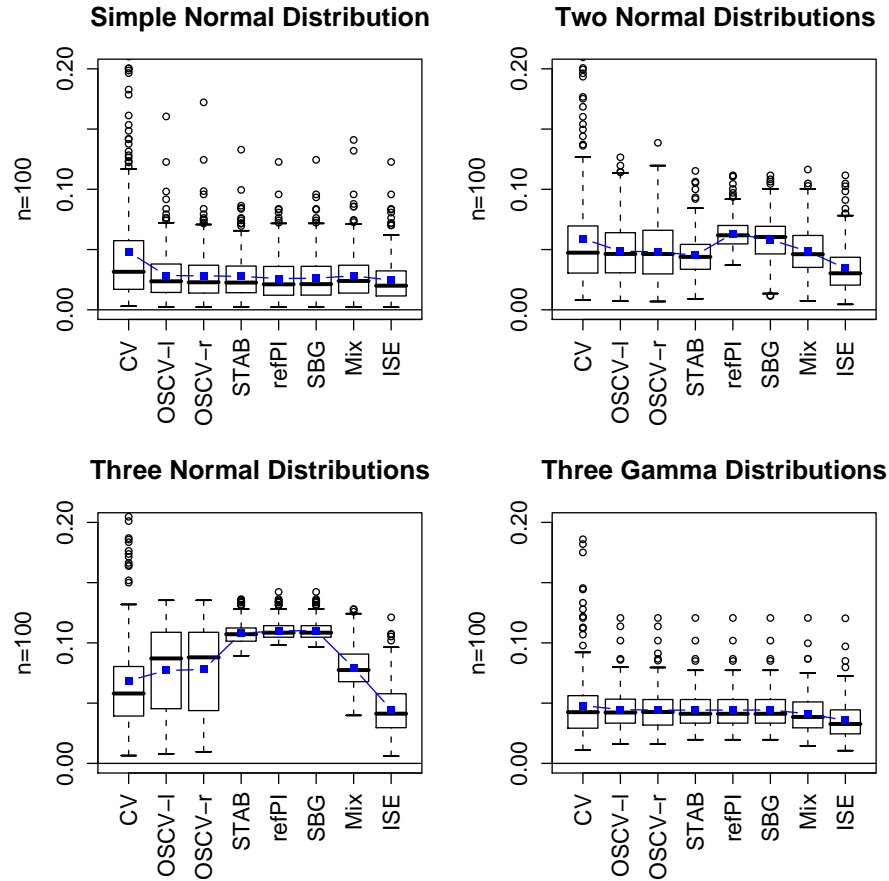 Simple Normal Distribution
n=100
0.20
0.10
0.00
CV
OSCV-l
OSCV-r
STAB
refPI
SBG
Mix
ISE
Two Normal Distributions
n=100
0.20
0.10
0.00
CV
OSCV-l
OSCV-r
STAB
refPI
SBG
Mix
ISE
Three Normal Distributions
n=100
0.20
0.10
0.00
CV
OSCV-l
OSCV-r
STAB
refPI
SBG
Mix
ISE
Three Gamma Distributions
n=100
0.20
0.10
0.00
CV
OSCV-l
OSCV-r
STAB
refPI
SBG
Mix
ISE